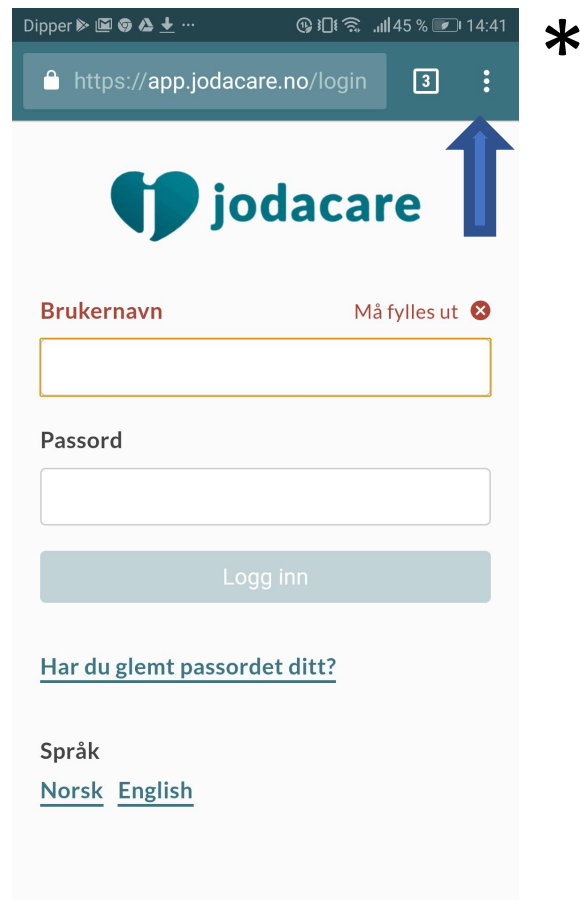 Dipper ... 45 % 14:41
https://app.jodacare.no/login 3
*
jodacare
Brukernavn Må fylles ut
Passord
Logg inn
Har du glemt passordet ditt?
Språk
Norsk English